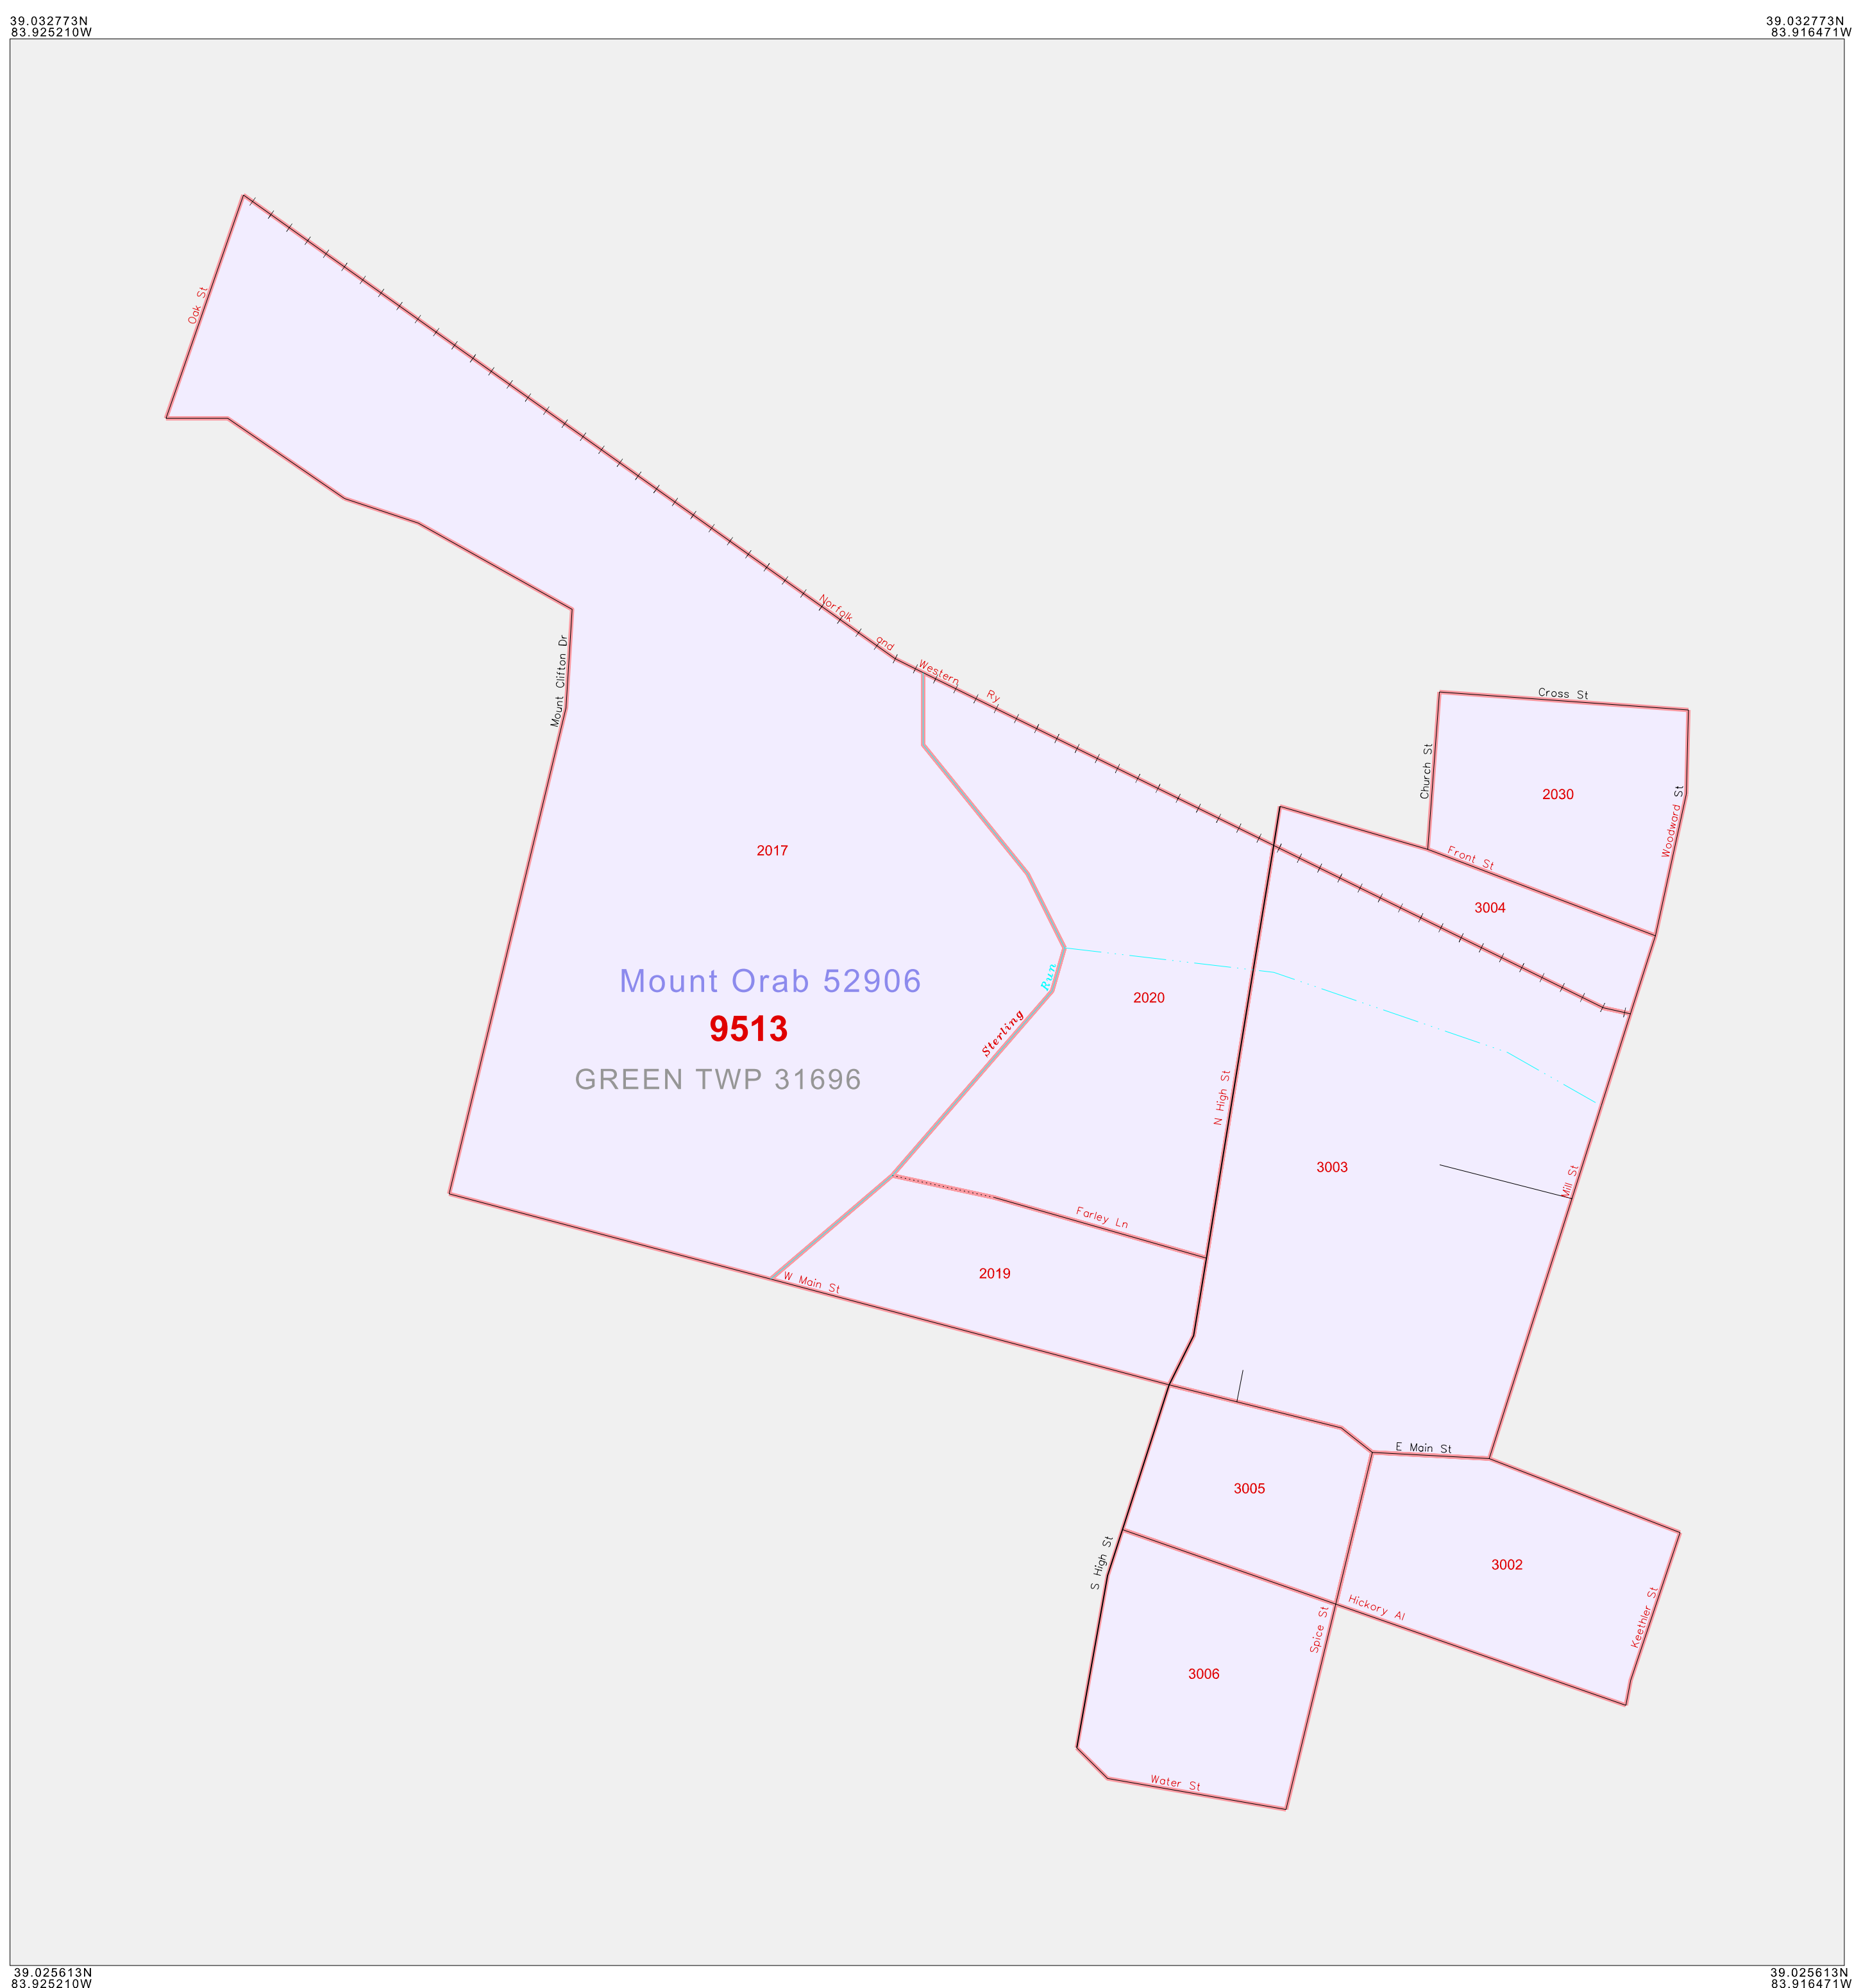 39.032773N
83.925210W
39.032773N
83.916471W
Oak St
Norfolk and Western Ry
Mount Clifton Dr
Cross St
Church St
2030
Woodward St
2017
Front St
3004
Mount Orab 52906
9513
GREEN TWP 31696
Sterling Run
2020
N High St
3003
Mill St
Farley Ln
2019
W Main St
E Main St
3005
S High St
3002
Hickory Al
Keethler St
Spice St
3006
Water St
39.025613N
83.925210W
39.025613N
83.916471W